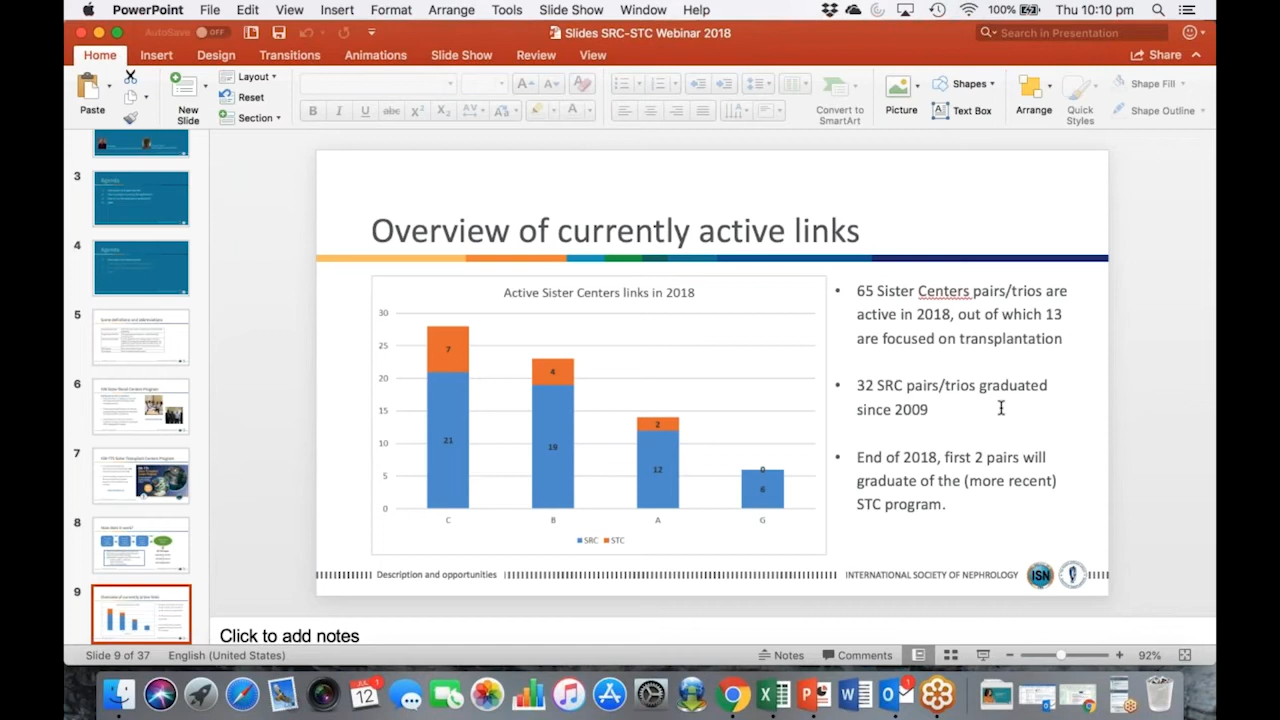 PowerPoint File Edit View Insert Format Arrange Tools Slide Show Window Help 100% Thu 10:10 pm
AutoSave OFF Slides SRC-STC Webinar 2018 Search in Presentation
Home Insert Design Transitions Animations Slide Show Review View Share
Paste New Slide Layout Reset Section Convert to SmartArt Picture Shapes Text Box Arrange Quick Styles Shape Fill Shape Outline
3
4
5
6
7
8
9
Overview of currently active links
Active Sister Centers links in 2018
30
25
20
15
10
5
0
7
21
4
19
2
12
0
6
C B A G
SRC STC
• 65 Sister Centers pairs/trios are
active in 2018, out of which 13
are focused on transplantation
• 32 SRC pairs/trios graduated
since 2009
• End of 2018, first 2 pairs will
graduate of the (more recent)
STC program.
Description and opportunities INTERNATIONAL SOCIETY OF NEPHROLOGY ISN
Click to add notes
Slide 9 of 37 English (United States) Notes Comments 92%
JUL 12 1 1